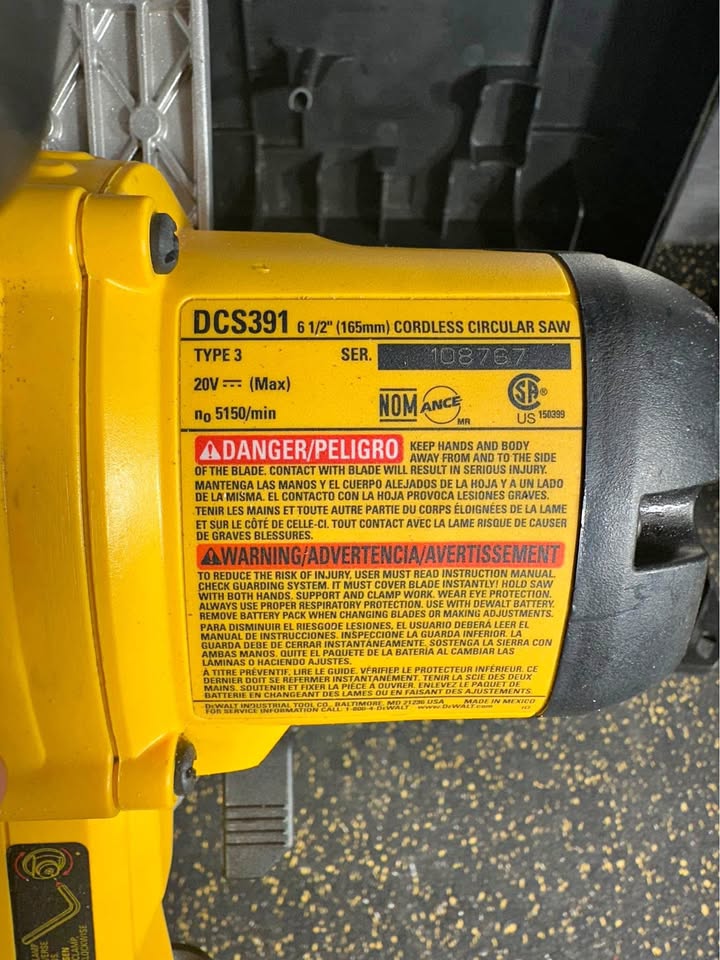 DCS391 6 1/2" (165mm) CORDLESS CIRCULAR SAW
TYPE 3 SER. 108767
20V ⎓ (Max)
n₀ 5150/min
NOM ANCE MR
SA ® US 150399
DANGER/PELIGRO KEEP HANDS AND BODY
AWAY FROM AND TO THE SIDE
OF THE BLADE. CONTACT WITH BLADE WILL RESULT IN SERIOUS INJURY.
MANTENGA LAS MANOS Y EL CUERPO ALEJADOS DE LA HOJA Y A UN LADO
DE LA MISMA. EL CONTACTO CON LA HOJA PROVOCA LESIONES GRAVES.
TENIR LES MAINS ET TOUTE AUTRE PARTIE DU CORPS ÉLOIGNÉES DE LA LAME
ET SUR LE CÔTÉ DE CELLE-CI. TOUT CONTACT AVEC LA LAME RISQUE DE CAUSER
DE GRAVES BLESSURES.
WARNING/ADVERTENCIA/AVERTISSEMENT
TO REDUCE THE RISK OF INJURY, USER MUST READ INSTRUCTION MANUAL.
CHECK GUARDING SYSTEM. IT MUST COVER BLADE INSTANTLY! HOLD SAW
WITH BOTH HANDS. SUPPORT AND CLAMP WORK. WEAR EYE PROTECTION.
ALWAYS USE PROPER RESPIRATORY PROTECTION. USE WITH DEWALT BATTERY.
REMOVE BATTERY PACK WHEN CHANGING BLADES OR MAKING ADJUSTMENTS.
PARA DISMINUIR EL RIESGODE LESIONES, EL USUARIO DEBERÁ LEER EL
MANUAL DE INSTRUCCIONES. INSPECCIONE LA GUARDA INFERIOR. LA
GUARDA DEBE DE CERRAR INSTANTÁNEAMENTE. SOSTENGA LA SIERRA CON
AMBAS MANOS. QUITE EL PAQUETE DE LA BATERÍA AL CAMBIAR LAS
LÁMINAS O HACIENDO AJUSTES.
À TITRE PRÉVENTIF, LIRE LE GUIDE. VÉRIFIER LE PROTECTEUR INFÉRIEUR. CE
DERNIER DOIT SE REFERMER INSTANTANÉMENT. TENIR LA SCIE DES DEUX
MAINS. SOUTENIR ET FIXER LA PIÈCE À OUVRER. ENLEVEZ LE PAQUET DE
BATTERIE EN CHANGEANT DES LAMES OU EN FAISANT DES AJUSTEMENTS.
DEWALT INDUSTRIAL TOOL CO., BALTIMORE, MD 21286 USA MADE IN MEXICO
FOR SERVICE INFORMATION CALL: 1-800-4-DEWALT www.DEWALT.com